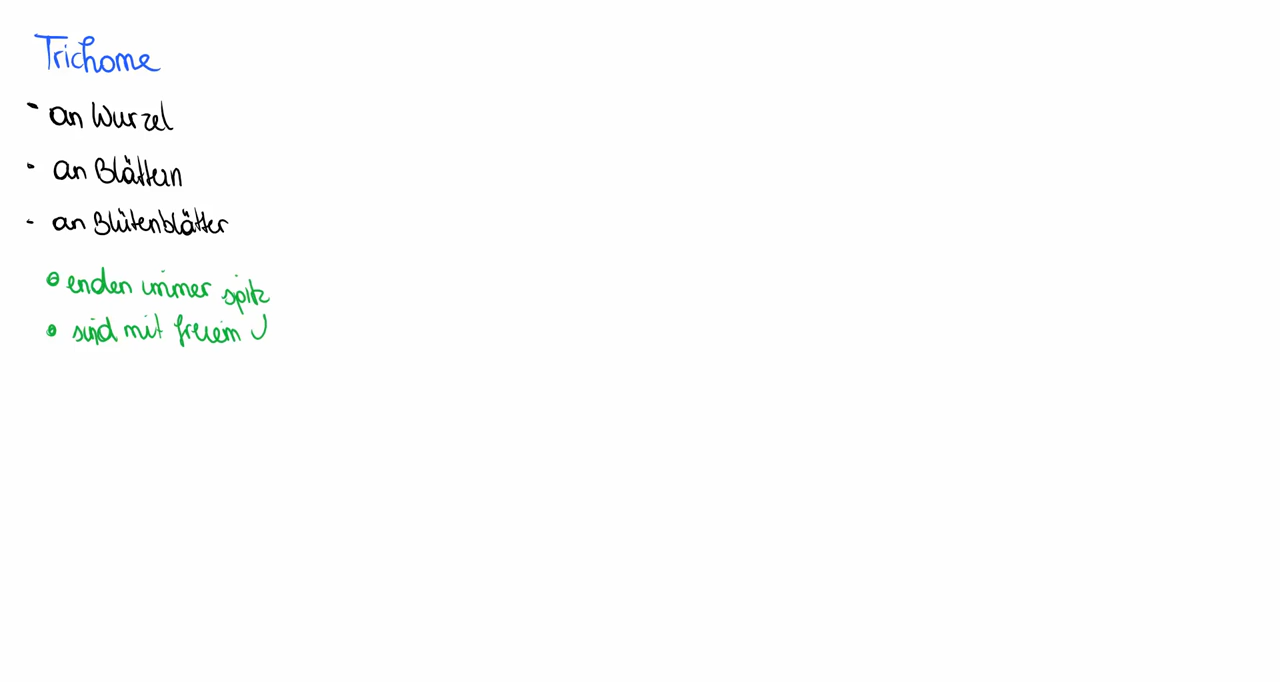 Trichome
- an Wurzel
- an Blättern
- an Blütenblätter
• enden immer spitz
• sind mit freiem